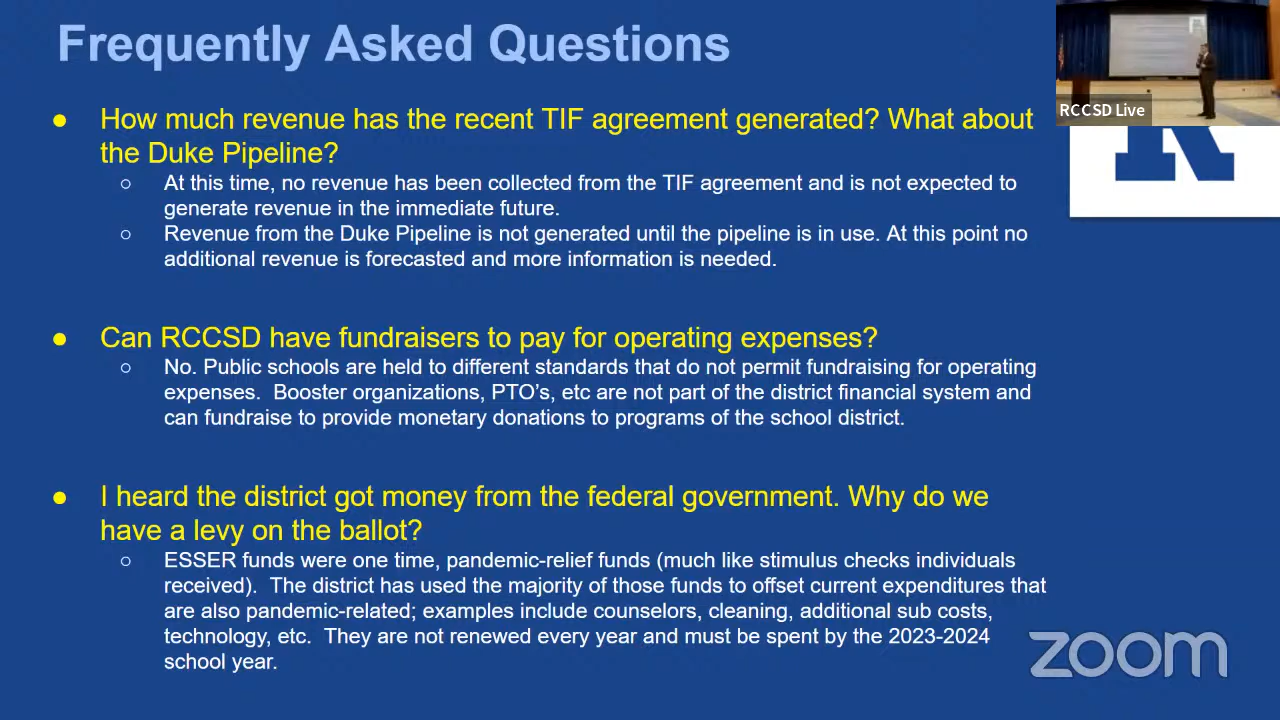 Frequently Asked Questions
RCCSD Live
● How much revenue has the recent TIF agreement generated? What about
the Duke Pipeline?
○ At this time, no revenue has been collected from the TIF agreement and is not expected to
generate revenue in the immediate future.
○ Revenue from the Duke Pipeline is not generated until the pipeline is in use. At this point no
additional revenue is forecasted and more information is needed.
● Can RCCSD have fundraisers to pay for operating expenses?
○ No. Public schools are held to different standards that do not permit fundraising for operating
expenses.  Booster organizations, PTO’s, etc are not part of the district financial system and
can fundraise to provide monetary donations to programs of the school district.
● I heard the district got money from the federal government. Why do we
have a levy on the ballot?
○ ESSER funds were one time, pandemic-relief funds (much like stimulus checks individuals
received).  The district has used the majority of those funds to offset current expenditures that
are also pandemic-related; examples include counselors, cleaning, additional sub costs,
technology, etc.  They are not renewed every year and must be spent by the 2023-2024
school year.
zoom